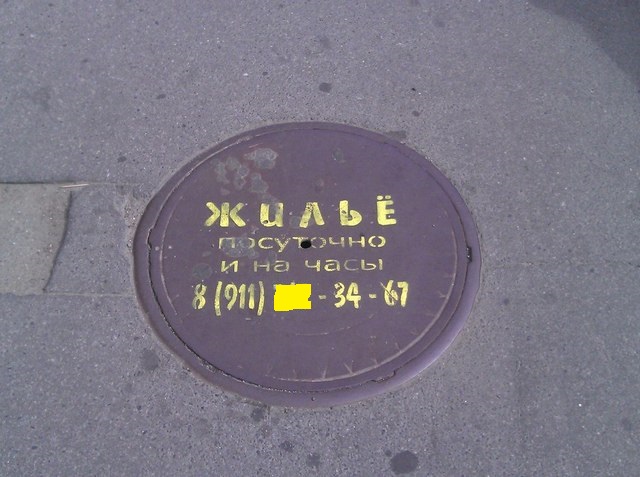 ЖИЛЬЁ
посуточно
и на часы
8 (911) - 34 - 67